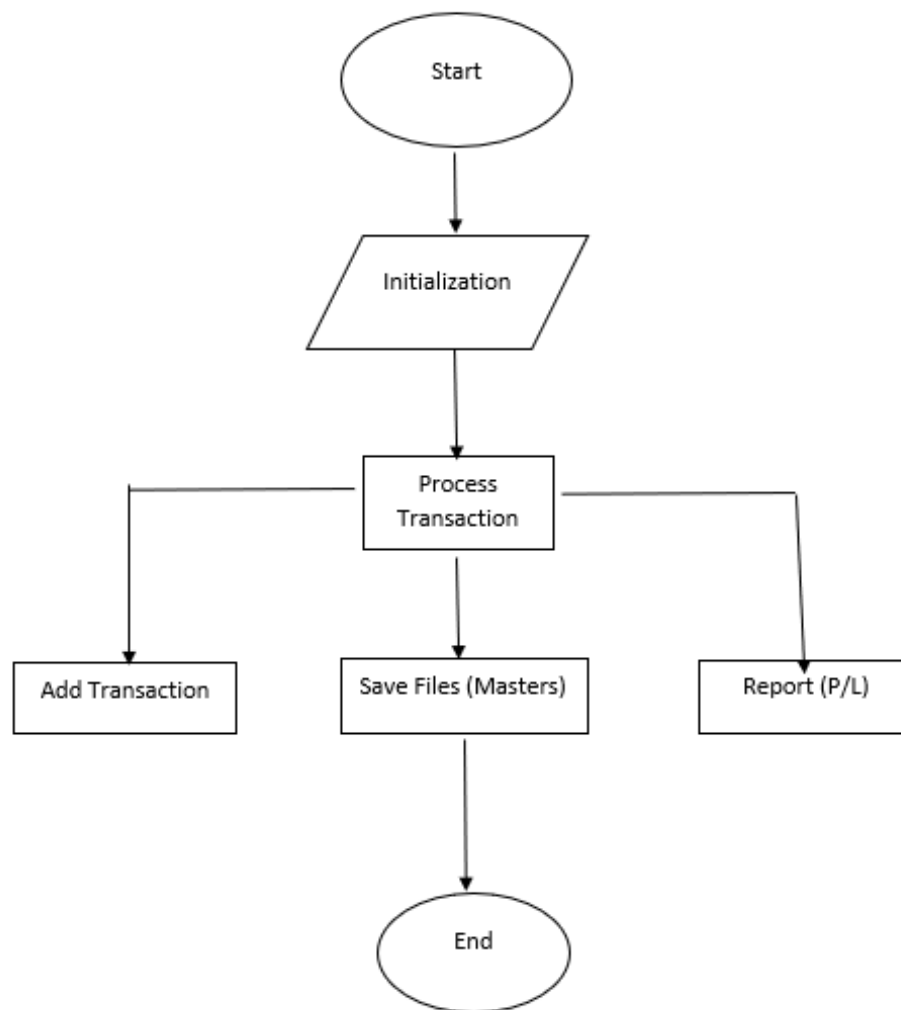 Start
Initialization
Process
Transaction
Add Transaction
Save Files (Masters)
Report (P/L)
End